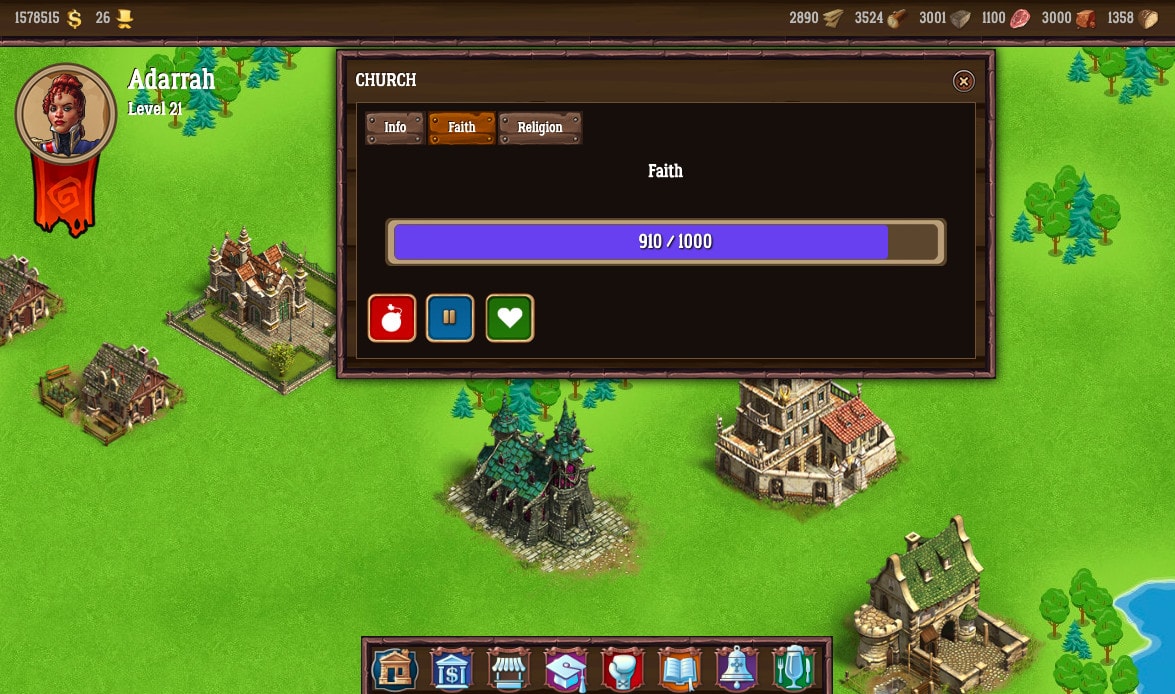 1578515 26 2890 3524 3001 1100 3000 1358
Adarrah
Level 21
CHURCH
Info Faith Religion
Faith
910 / 1000